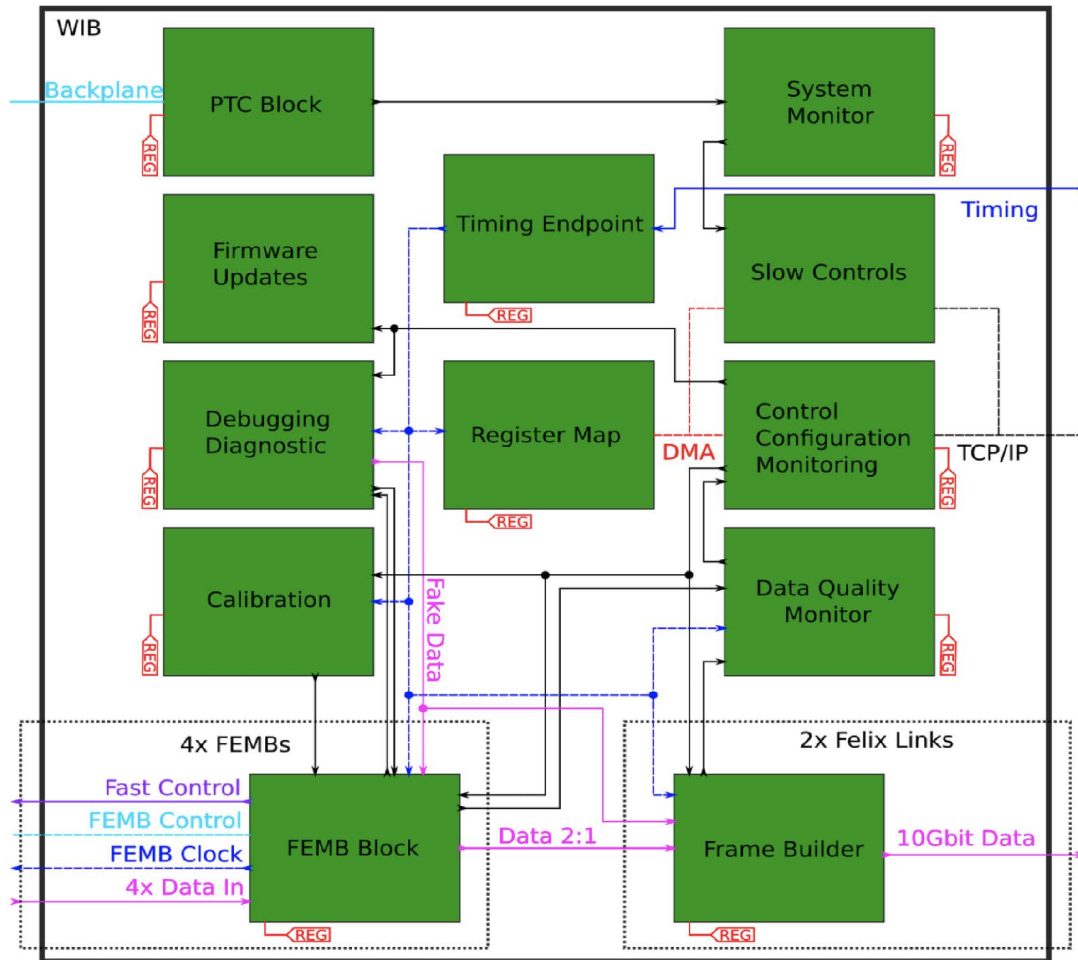 WIB
Backplane
PTC Block
System
Monitor
REG
REG
Timing Endpoint
Timing
Firmware
Updates
Slow Controls
REG
REG
Debugging
Diagnostic
Register Map
DMA
Control
Configuration
Monitoring
TCP/IP
REG
REG
REG
Calibration
Fake Data
Data Quality
Monitor
REG
REG
4x FEMBs
2x Felix Links
Fast Control
FEMB Control
FEMB Clock
4x Data In
FEMB Block
Data 2:1
Frame Builder
10Gbit Data
REG
REG